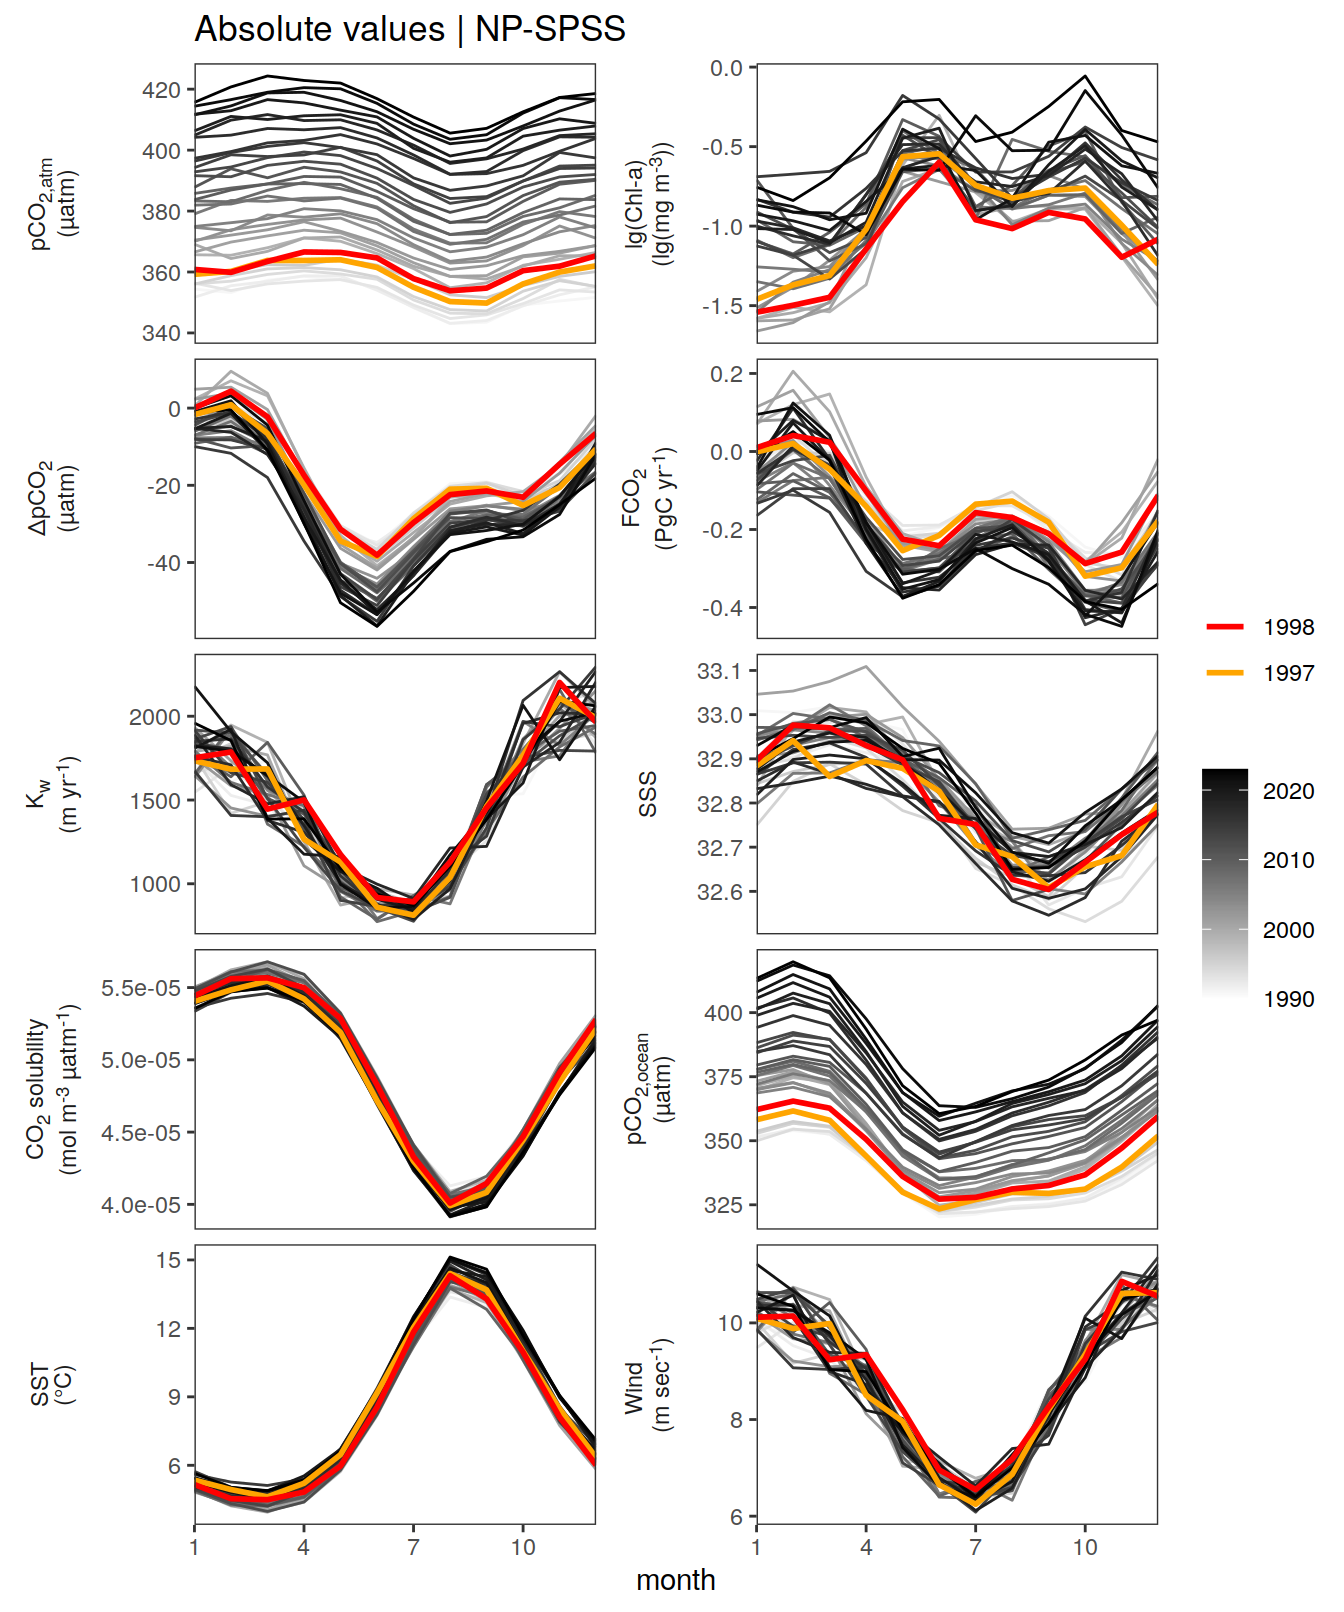 Absolute values | NP-SPSS
pCO2,atm
(µatm)
420
400
380
360
340
lg(Chl-a)
(lg(mg m-3))
0.0
-0.5
-1.0
-1.5
ΔpCO2
(µatm)
0
-20
-40
FCO2
(PgC yr-1)
0.2
0.0
-0.2
-0.4
Kw
(m yr-1)
2000
1500
1000
SSS
33.1
33.0
32.9
32.8
32.7
32.6
CO2 solubility
(mol m-3 µatm-1)
5.5e-05
5.0e-05
4.5e-05
4.0e-05
pCO2,ocean
(µatm)
400
375
350
325
SST
(°C)
15
12
9
6
1
4
7
10
Wind
(m sec-1)
10
8
6
1
4
7
10
month
1998
1997
2020
2010
2000
1990